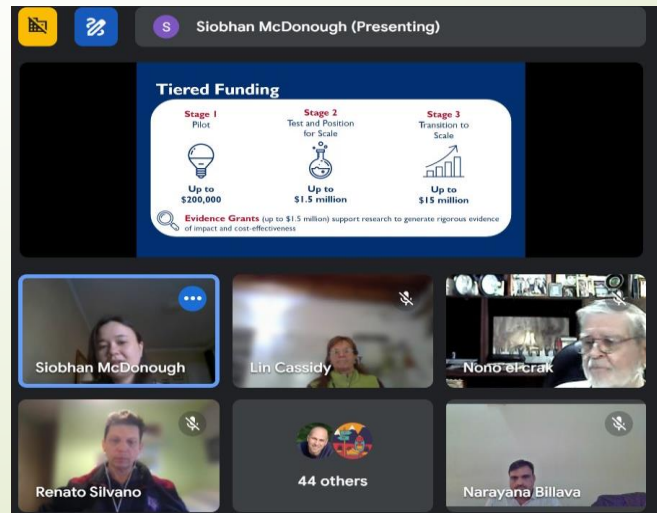 S Siobhan McDonough (Presenting)
Tiered Funding
Stage 1
Pilot
Up to
$200,000
Stage 2
Test and Position
for Scale
Up to
$1.5 million
Stage 3
Transition to
Scale
Up to
$15 million
Evidence Grants (up to $1.5 million) support research to generate rigorous evidence
of impact and cost-effectiveness
Siobhan McDonough
Lin Cassidy
Nono el crak
Renato Silvano
44 others
Narayana Billava